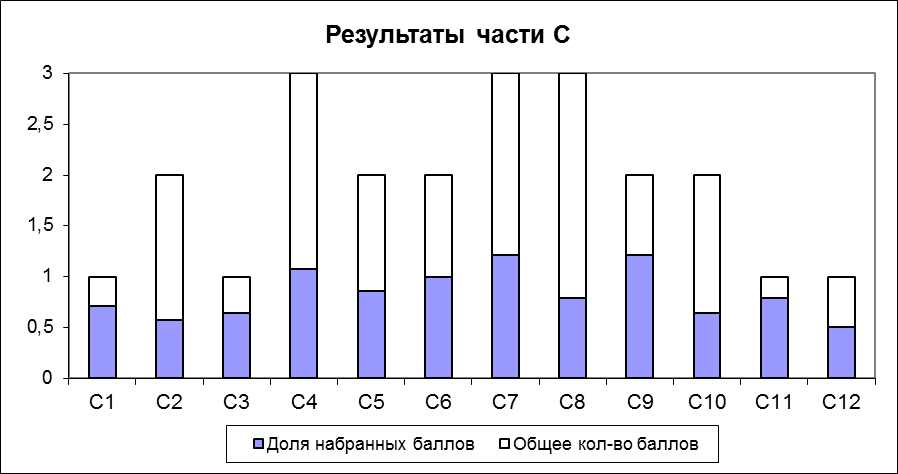 Результаты части С
3
2,5
2
1,5
1
0,5
0
С1 С2 С3 С4 С5 С6 С7 С8 С9 С10 С11 С12
Доля набранных баллов Общее кол-во баллов